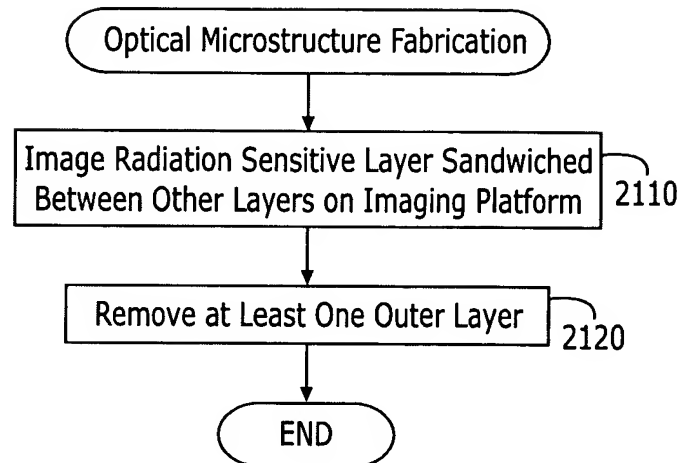 Optical Microstructure Fabrication
Image Radiation Sensitive Layer Sandwiched
Between Other Layers on Imaging Platform
2110
Remove at Least One Outer Layer
2120
END